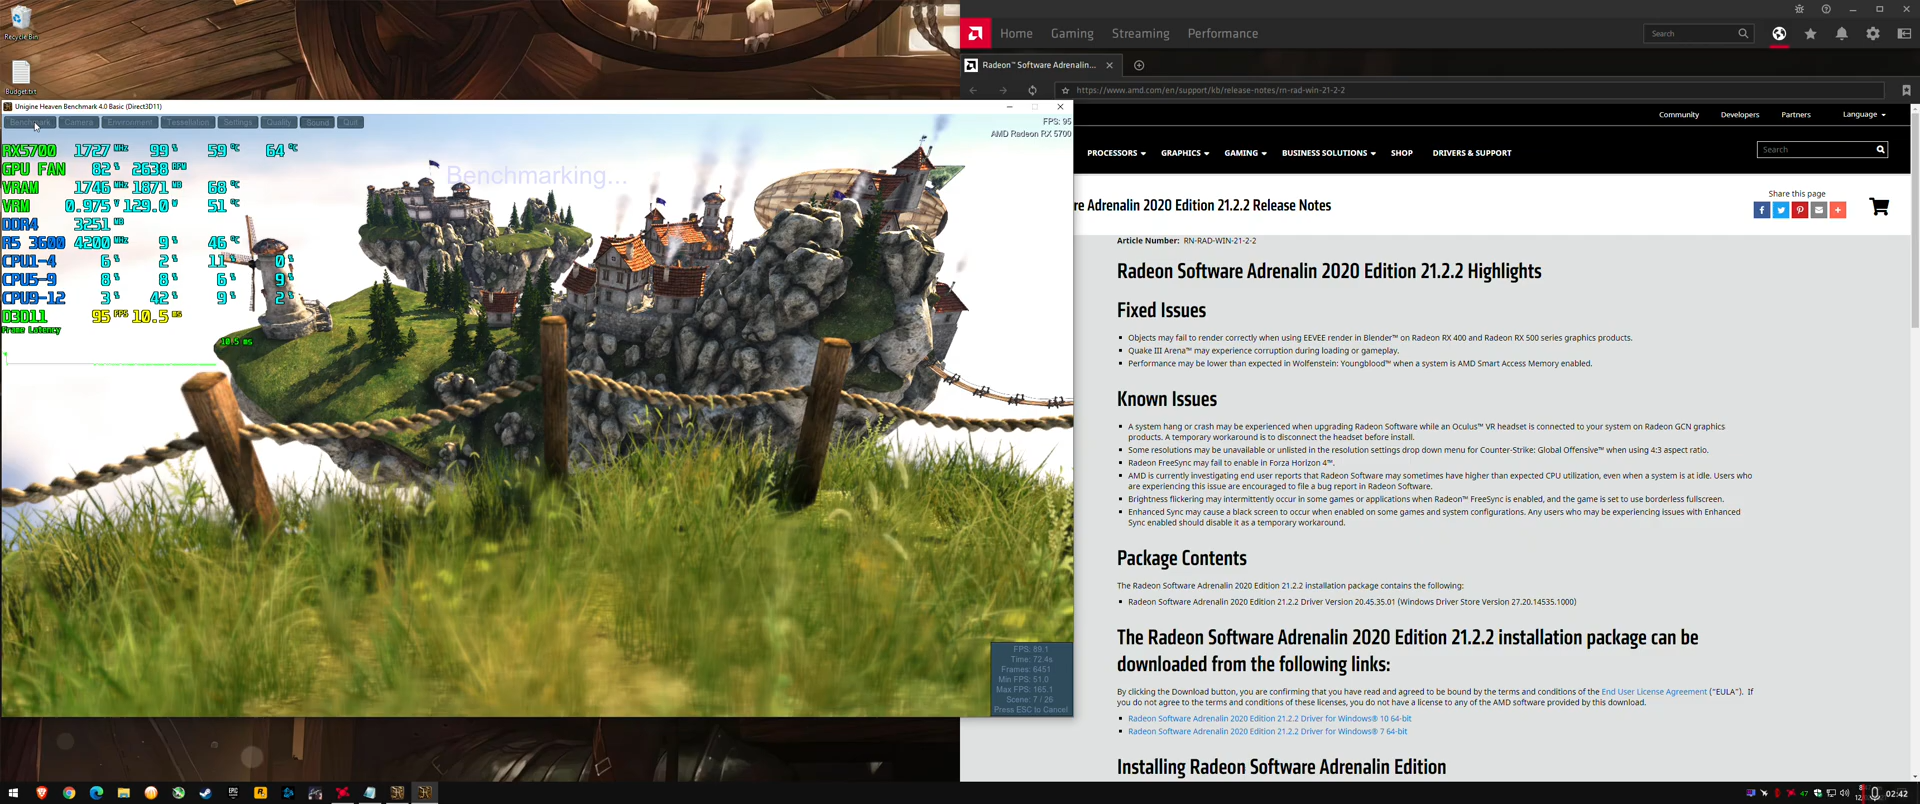 Recycle Bin
Budget.txt
Unigine Heaven Benchmark 4.0 Basic (Direct3D11)
Benchmark Camera Environment Tessellation Settings Quality Sound Quit
FPS: 95
AMD Radeon RX 5700
RX5700 1727 MHz 99 % 59 °C 64 °C
GPU FAN 82 % 2638 RPM
VRAM 1746 MHz 1871 MB 68 °C
VRM 0.975 V 129.0 W 51 °C
DDR4 3251 MB
R5 3600 4200 MHz 9 % 46 °C
CPU1-4 6 % 2 % 11 % 0 %
CPU5-9 8 % 8 % 6 % 9 %
CPU9-12 3 % 42 % 9 % 2 %
D3D11 95 FPS 10.5 ms
Frame Latency
10.5 ms
Benchmarking...
FPS: 89.1
Time: 72.4s
Frames: 6451
Min FPS: 51.0
Max FPS: 165.1
Scene: 7 / 26
Press ESC to Cancel
Home Gaming Streaming Performance Search
Radeon™ Software Adrenalin...
https://www.amd.com/en/support/kb/release-notes/rn-rad-win-21-2-2
Community Developers Partners Language
PROCESSORS GRAPHICS GAMING BUSINESS SOLUTIONS SHOP DRIVERS & SUPPORT Search
Share this page
re Adrenalin 2020 Edition 21.2.2 Release Notes
Article Number: RN-RAD-WIN-21-2-2
Radeon Software Adrenalin 2020 Edition 21.2.2 Highlights
Fixed Issues
Objects may fail to render correctly when using EEVEE render in Blender™ on Radeon RX 400 and Radeon RX 500 series graphics products.
Quake III Arena™ may experience corruption during loading or gameplay.
Performance may be lower than expected in Wolfenstein: Youngblood™ when a system is AMD Smart Access Memory enabled.
Known Issues
A system hang or crash may be experienced when upgrading Radeon Software while an Oculus™ VR headset is connected to your system on Radeon GCN graphics
products. A temporary workaround is to disconnect the headset before install.
Some resolutions may be unavailable or unlisted in the resolution settings drop down menu for Counter-Strike: Global Offensive™ when using 4:3 aspect ratio.
Radeon FreeSync may fail to enable in Forza Horizon 4™.
AMD is currently investigating end user reports that Radeon Software may sometimes have higher than expected CPU utilization, even when a system is at idle. Users who
are experiencing this issue are encouraged to file a bug report in Radeon Software.
Brightness flickering may intermittently occur in some games or applications when Radeon™ FreeSync is enabled, and the game is set to use borderless fullscreen.
Enhanced Sync may cause a black screen to occur when enabled on some games and system configurations. Any users who may be experiencing issues with Enhanced
Sync enabled should disable it as a temporary workaround.
Package Contents
The Radeon Software Adrenalin 2020 Edition 21.2.2 installation package contains the following:
Radeon Software Adrenalin 2020 Edition 21.2.2 Driver Version 20.45.35.01 (Windows Driver Store Version 27.20.14535.1000)
The Radeon Software Adrenalin 2020 Edition 21.2.2 installation package can be
downloaded from the following links:
By clicking the Download button, you are confirming that you have read and agreed to be bound by the terms and conditions of the End User License Agreement ("EULA"). If
you do not agree to the terms and conditions of these licenses, you do not have a license to any of the AMD software provided by this download.
Radeon Software Adrenalin 2020 Edition 21.2.2 Driver for Windows® 10 64-bit
Radeon Software Adrenalin 2020 Edition 21.2.2 Driver for Windows® 7 64-bit
Installing Radeon Software Adrenalin Edition
EPIC
47
02:42